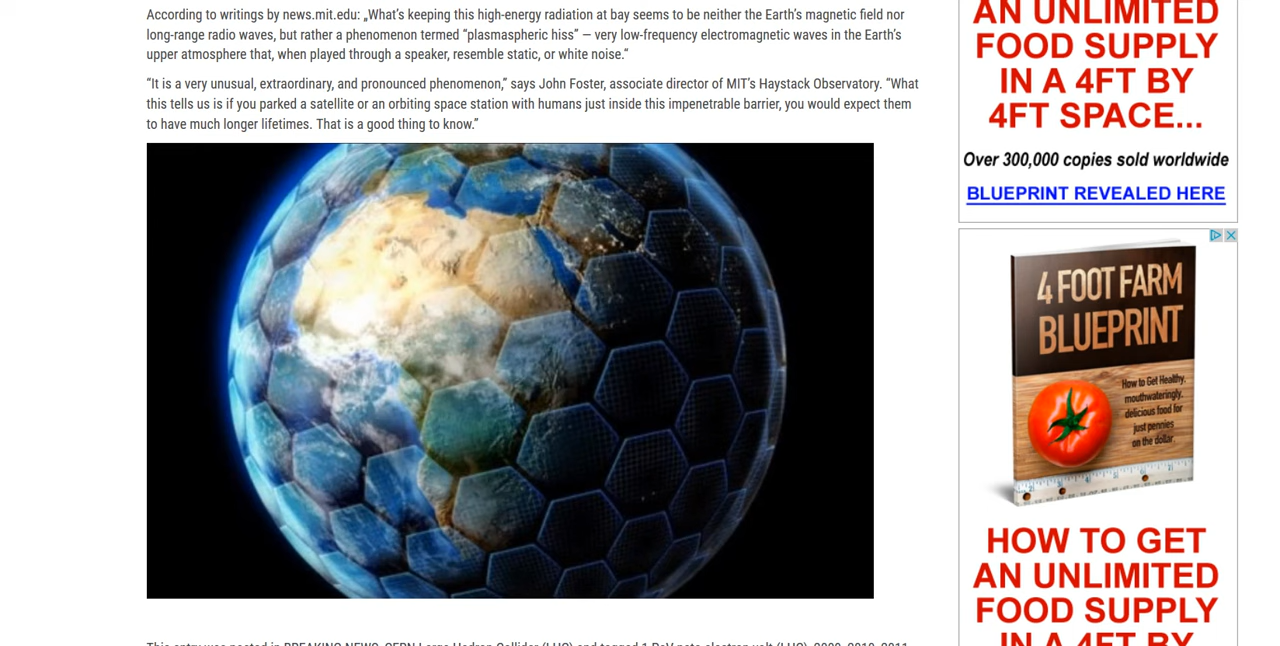 According to writings by news.mit.edu: „What’s keeping this high-energy radiation at bay seems to be neither the Earth’s magnetic field nor
long-range radio waves, but rather a phenomenon termed “plasmaspheric hiss” — very low-frequency electromagnetic waves in the Earth’s
upper atmosphere that, when played through a speaker, resemble static, or white noise.“
“It is a very unusual, extraordinary, and pronounced phenomenon,” says John Foster, associate director of MIT’s Haystack Observatory. “What
this tells us is if you parked a satellite or an orbiting space station with humans just inside this impenetrable barrier, you would expect them
to have much longer lifetimes. That is a good thing to know.”
AN UNLIMITED
FOOD SUPPLY
IN A 4FT BY
4FT SPACE...
Over 300,000 copies sold worldwide
BLUEPRINT REVEALED HERE
4 FOOT FARM
BLUEPRINT
How to Get Healthy,
mouthwateringly,
delicious food for
just pennies
on the dollar.
HOW TO GET
AN UNLIMITED
FOOD SUPPLY
IN A 4FT BY